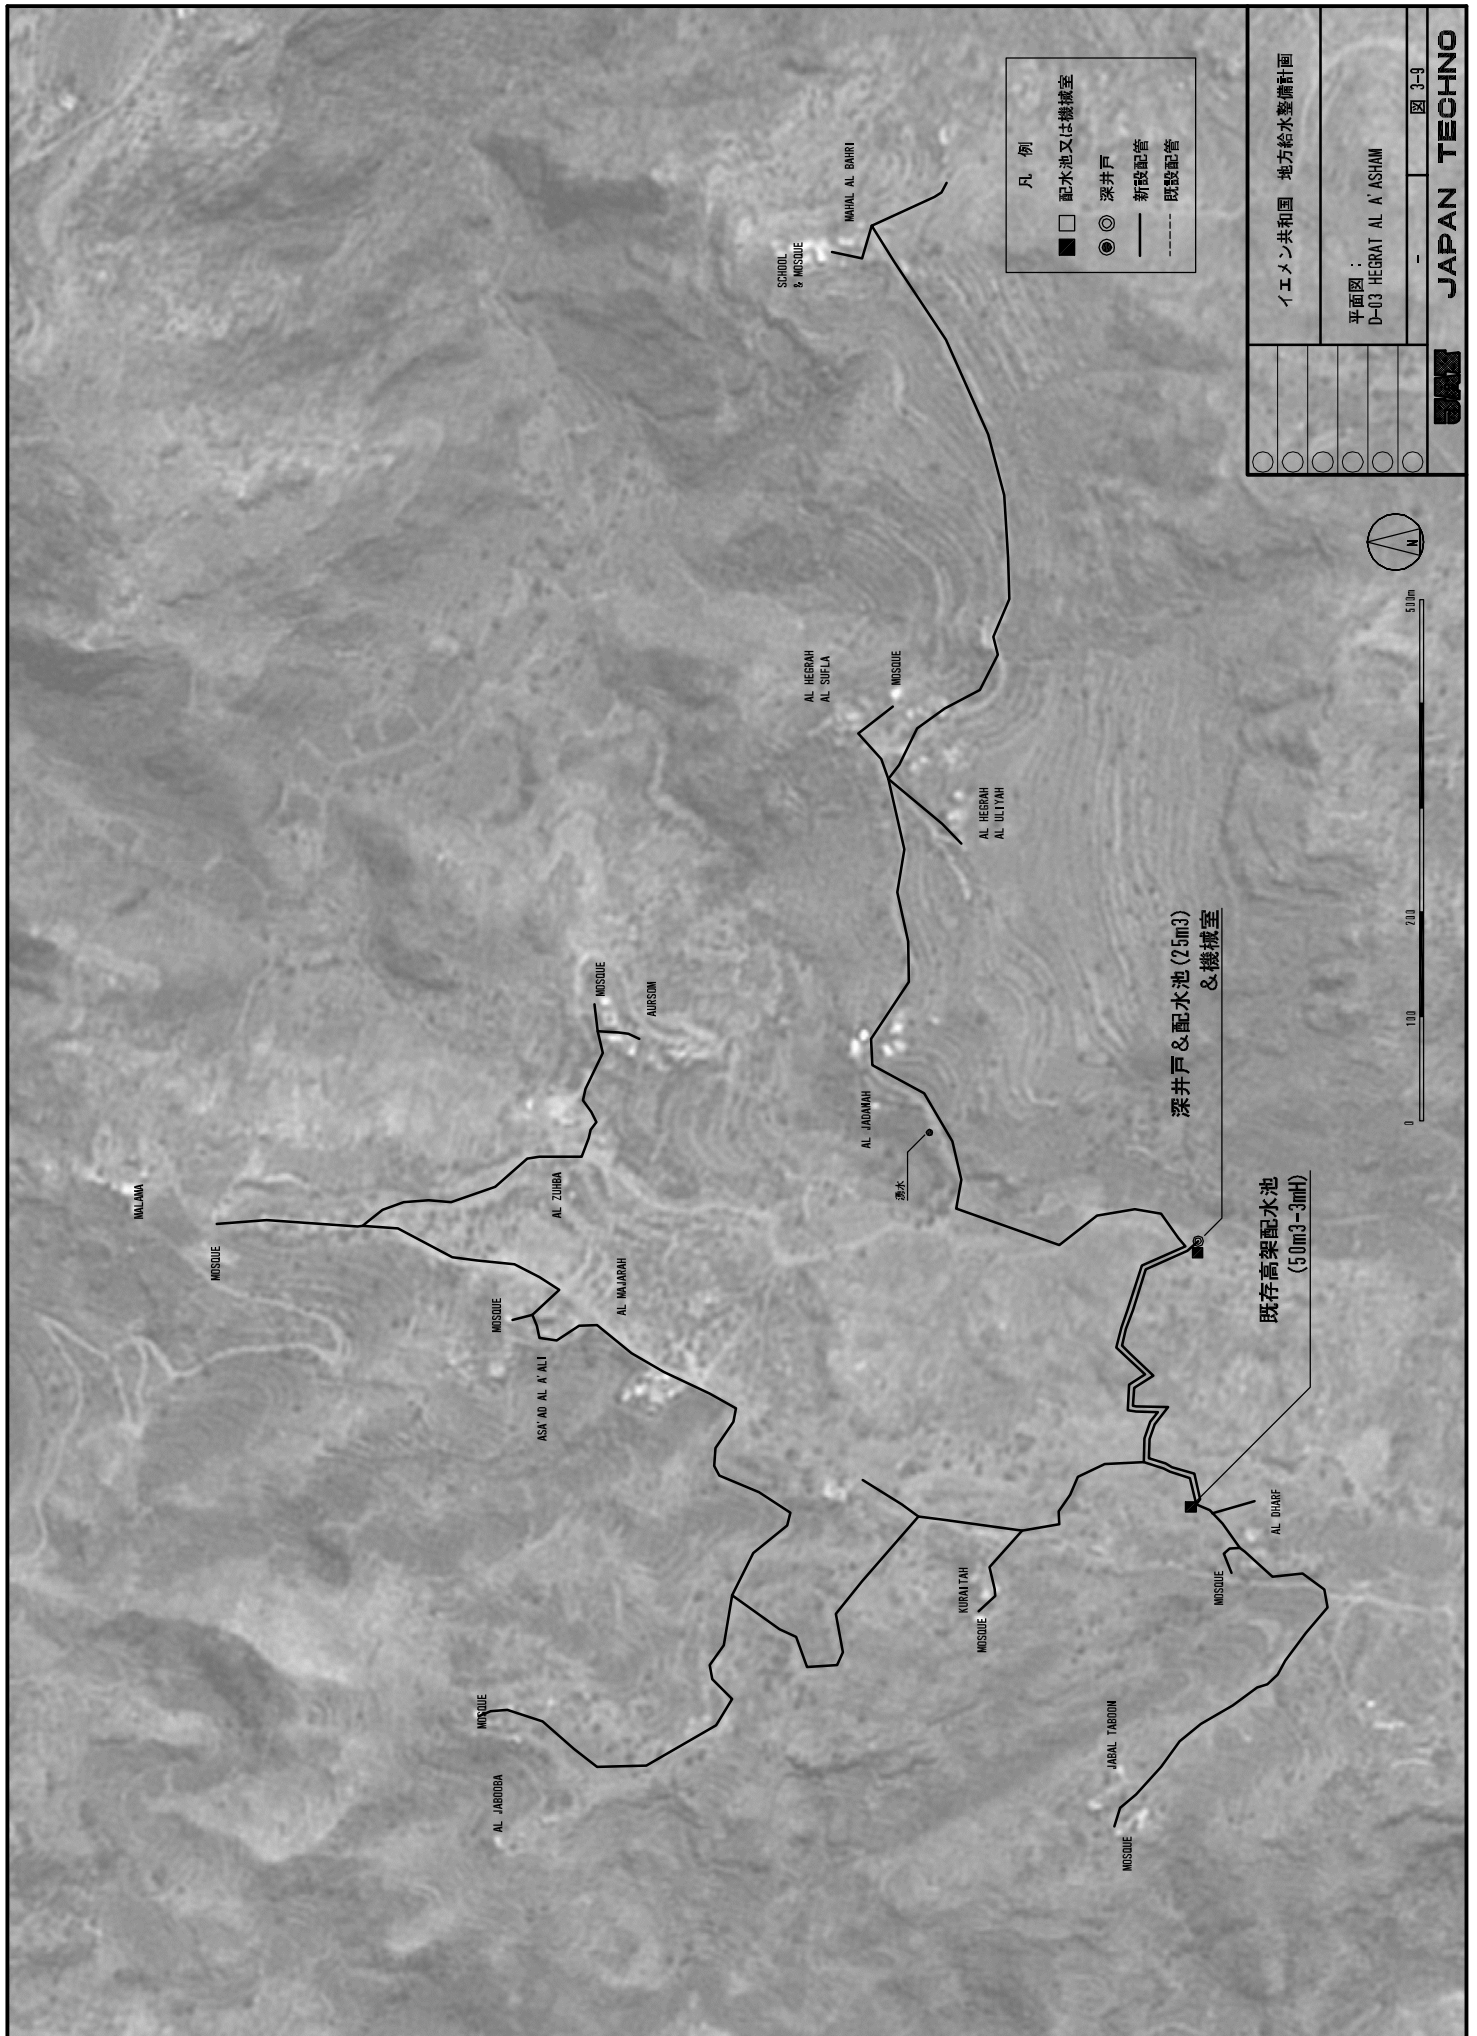 MALAMA
MOSQUE
MOSQUE
AL ZUHBA
ASA'AD AL A'ALI
AL MAJARAH
MOSQUE
AURSOM
MOSQUE
AL JABOOBA
SCHOOL
& MOSQUE
MAHAL AL BAHRI
AL HEGRAH
AL SUFLA
MOSQUE
AL HEGRAH
AL ULIYAH
AL JADAMAH
湧水
KURAITAH
MOSQUE
JABAL TABOON
MOSQUE
MOSQUE
AL DHARF
深井戸&配水池(25m3)
&機械室
既存高架配水池
(50m3-3mH)
凡 例
配水池又は機械室
深井戸
新設配管
既設配管
0
100
200
500m
N
イエメン共和国 地方給水整備計画
平面図 :
D-03 HEGRAT AL A'ASHAM
-
図 3-9
JAPAN TECHNO